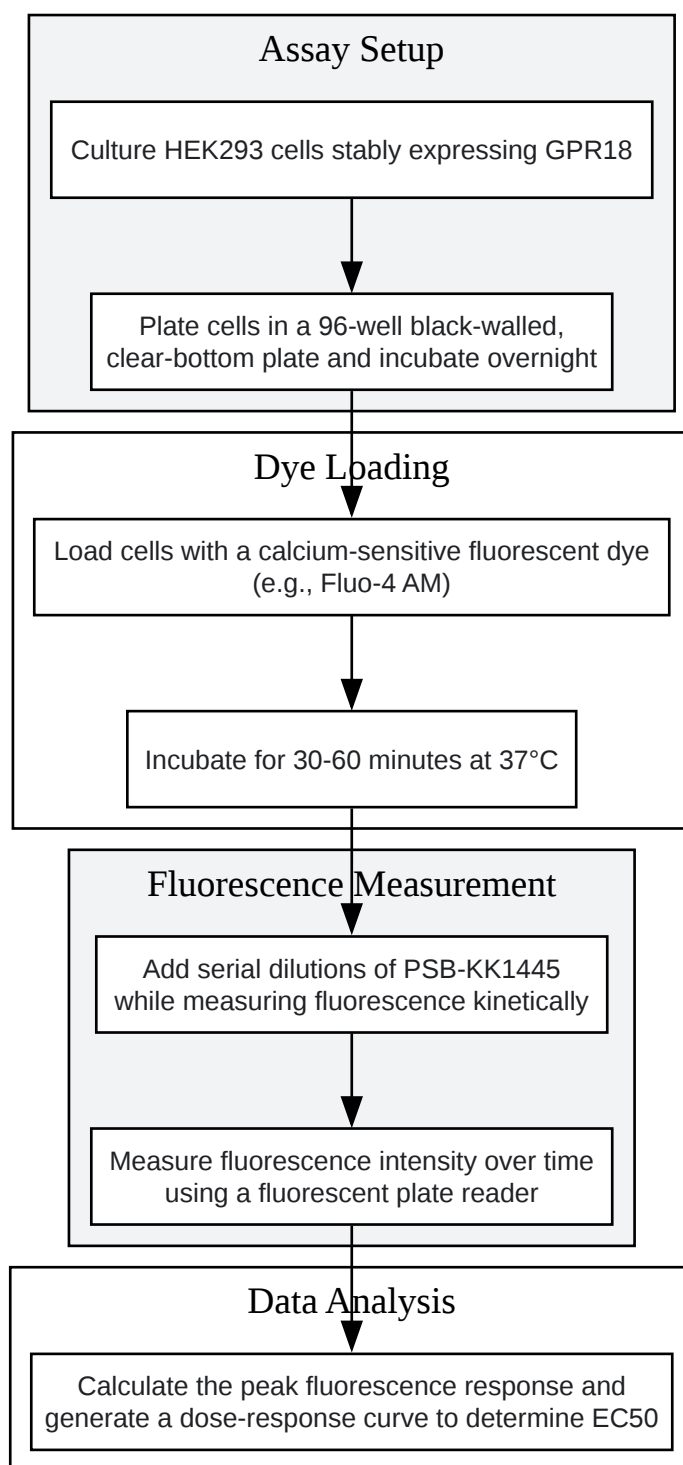 Assay Setup
Culture HEK293 cells stably expressing GPR18
Plate cells in a 96-well black-walled,
clear-bottom plate and incubate overnight
Dye Loading
Load cells with a calcium-sensitive fluorescent dye
(e.g., Fluo-4 AM)
Incubate for 30-60 minutes at 37°C
Fluorescence Measurement
Add serial dilutions of PSB-KK1445
while measuring fluorescence kinetically
Measure fluorescence intensity over time
using a fluorescent plate reader
Data Analysis
Calculate the peak fluorescence response and
generate a dose-response curve to determine EC50